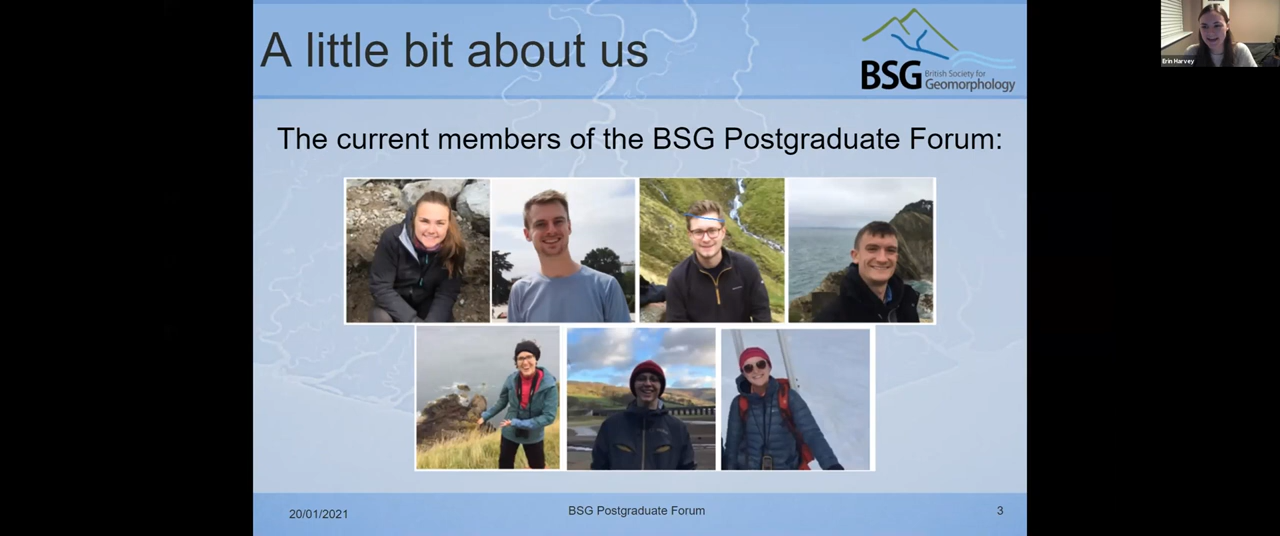 A little bit about us
BSG British Society for
Geomorphology
Erin Harvey
The current members of the BSG Postgraduate Forum:
20/01/2021
BSG Postgraduate Forum
3